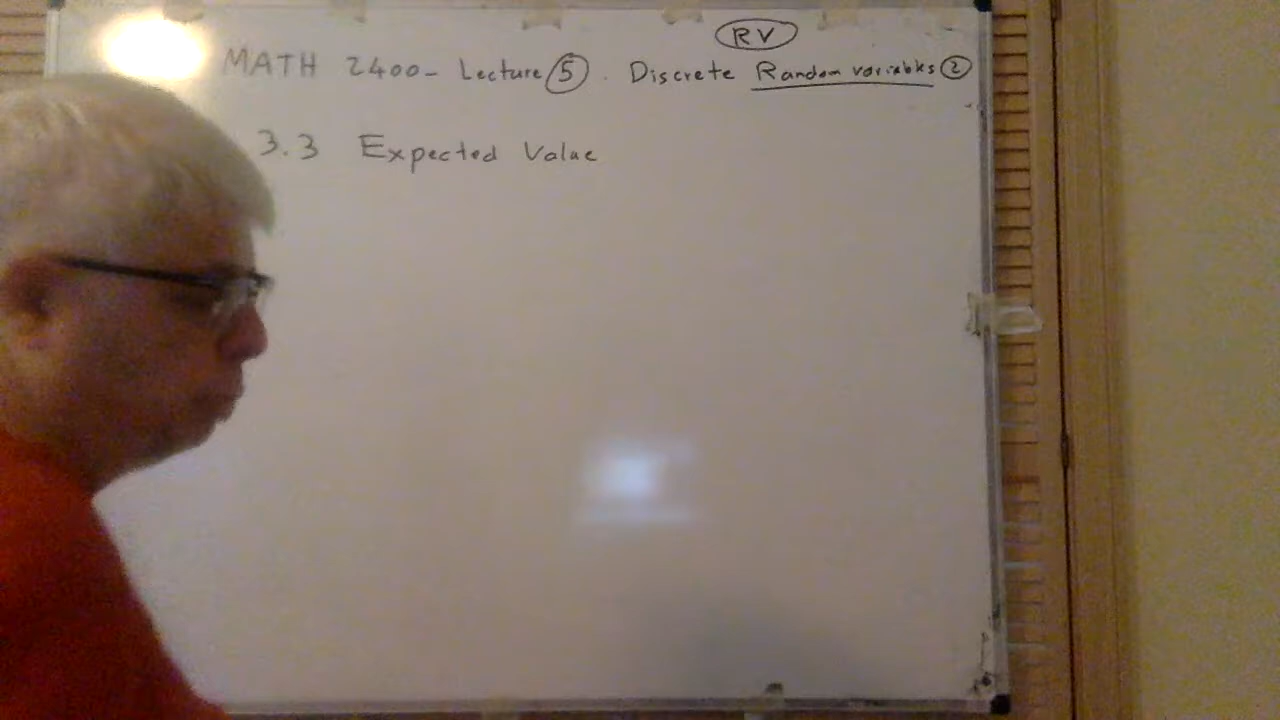 RV
MATH 2400- Lecture 5. Discrete Random variables 2
3.3 Expected Value